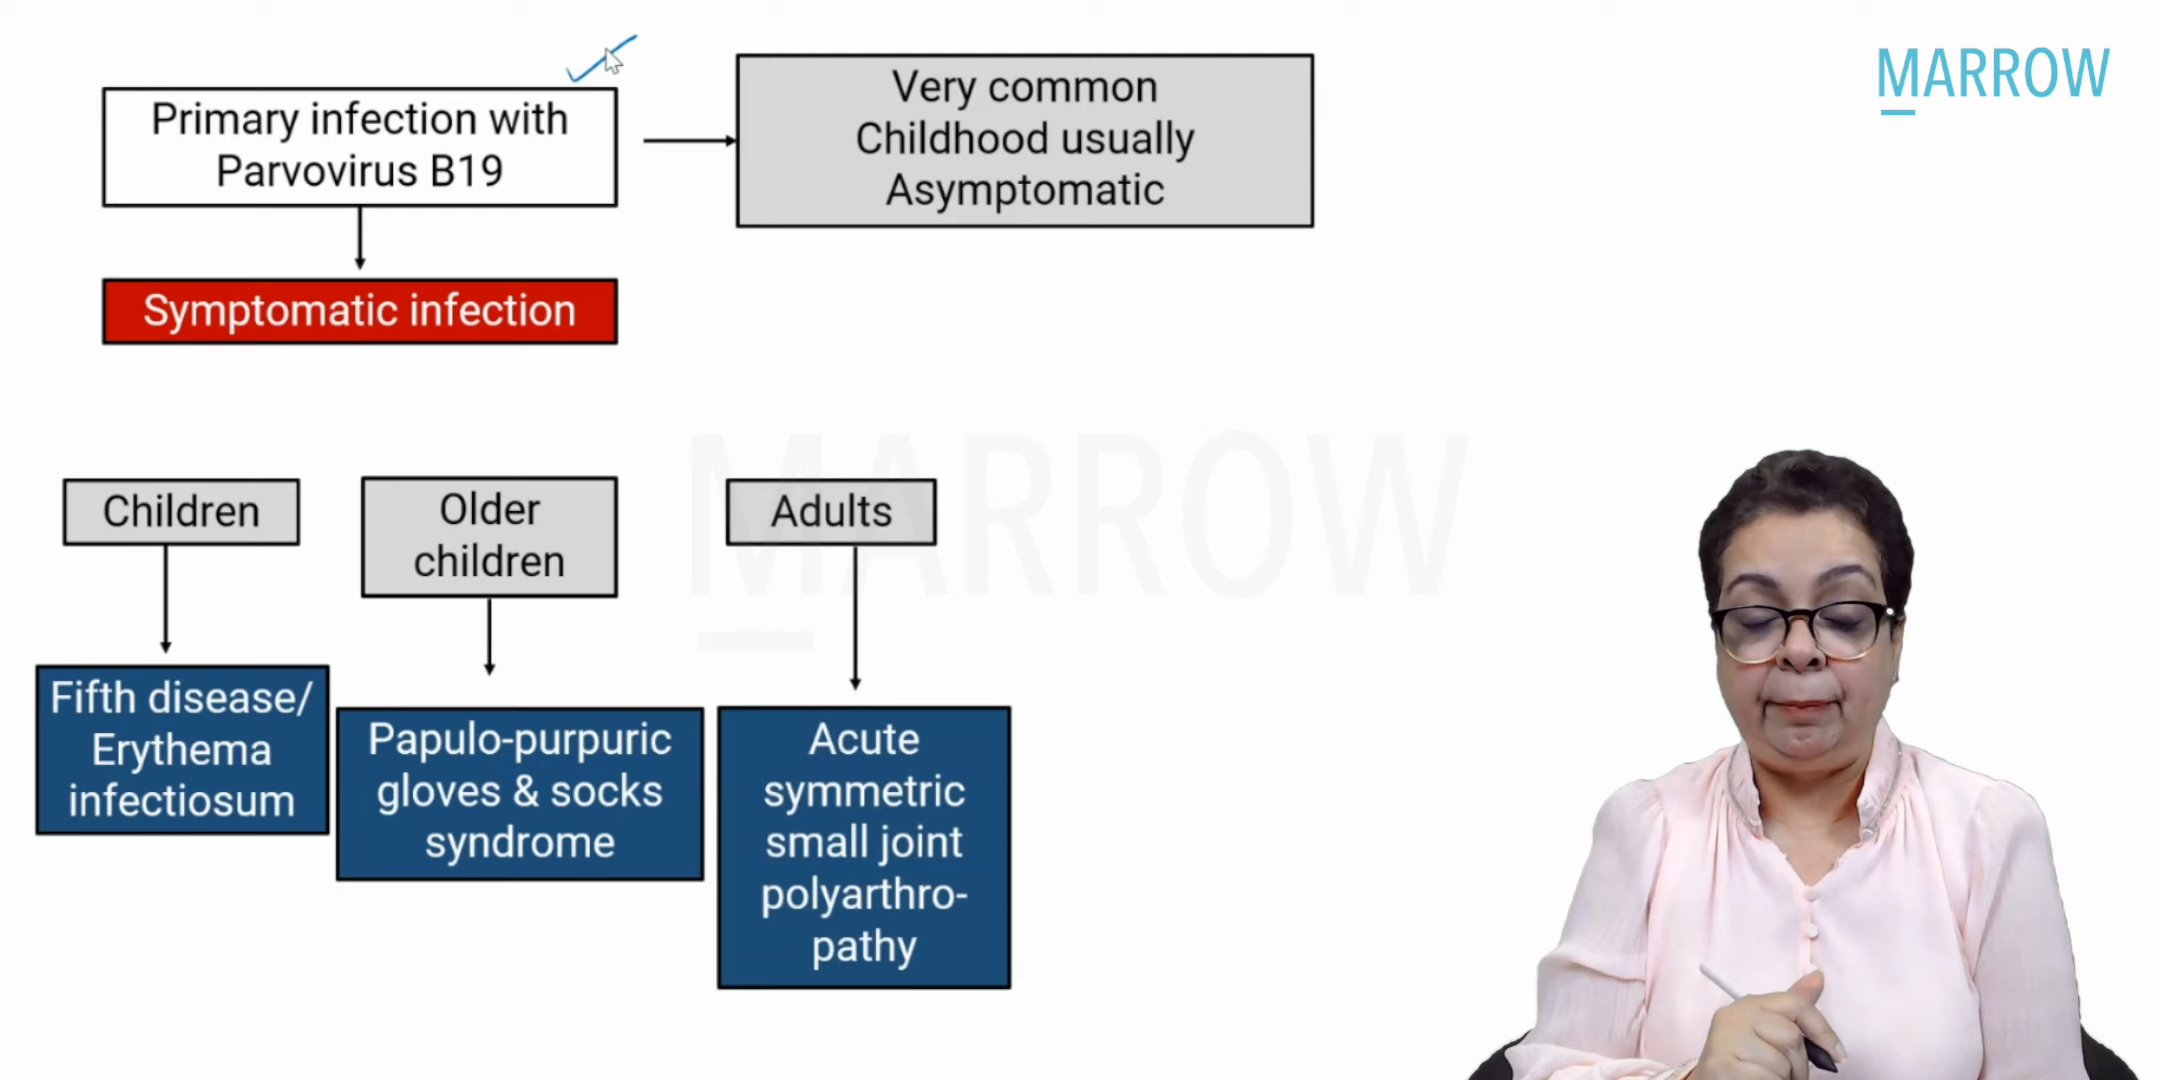 MARROW
Primary infection with
Parvovirus B19
Very common
Childhood usually
Asymptomatic
Symptomatic infection
MARROW
Children
Older
children
Adults
Fifth disease/
Erythema
infectiosum
Papulo-purpuric
gloves & socks
syndrome
Acute
symmetric
small joint
polyarthro-
pathy